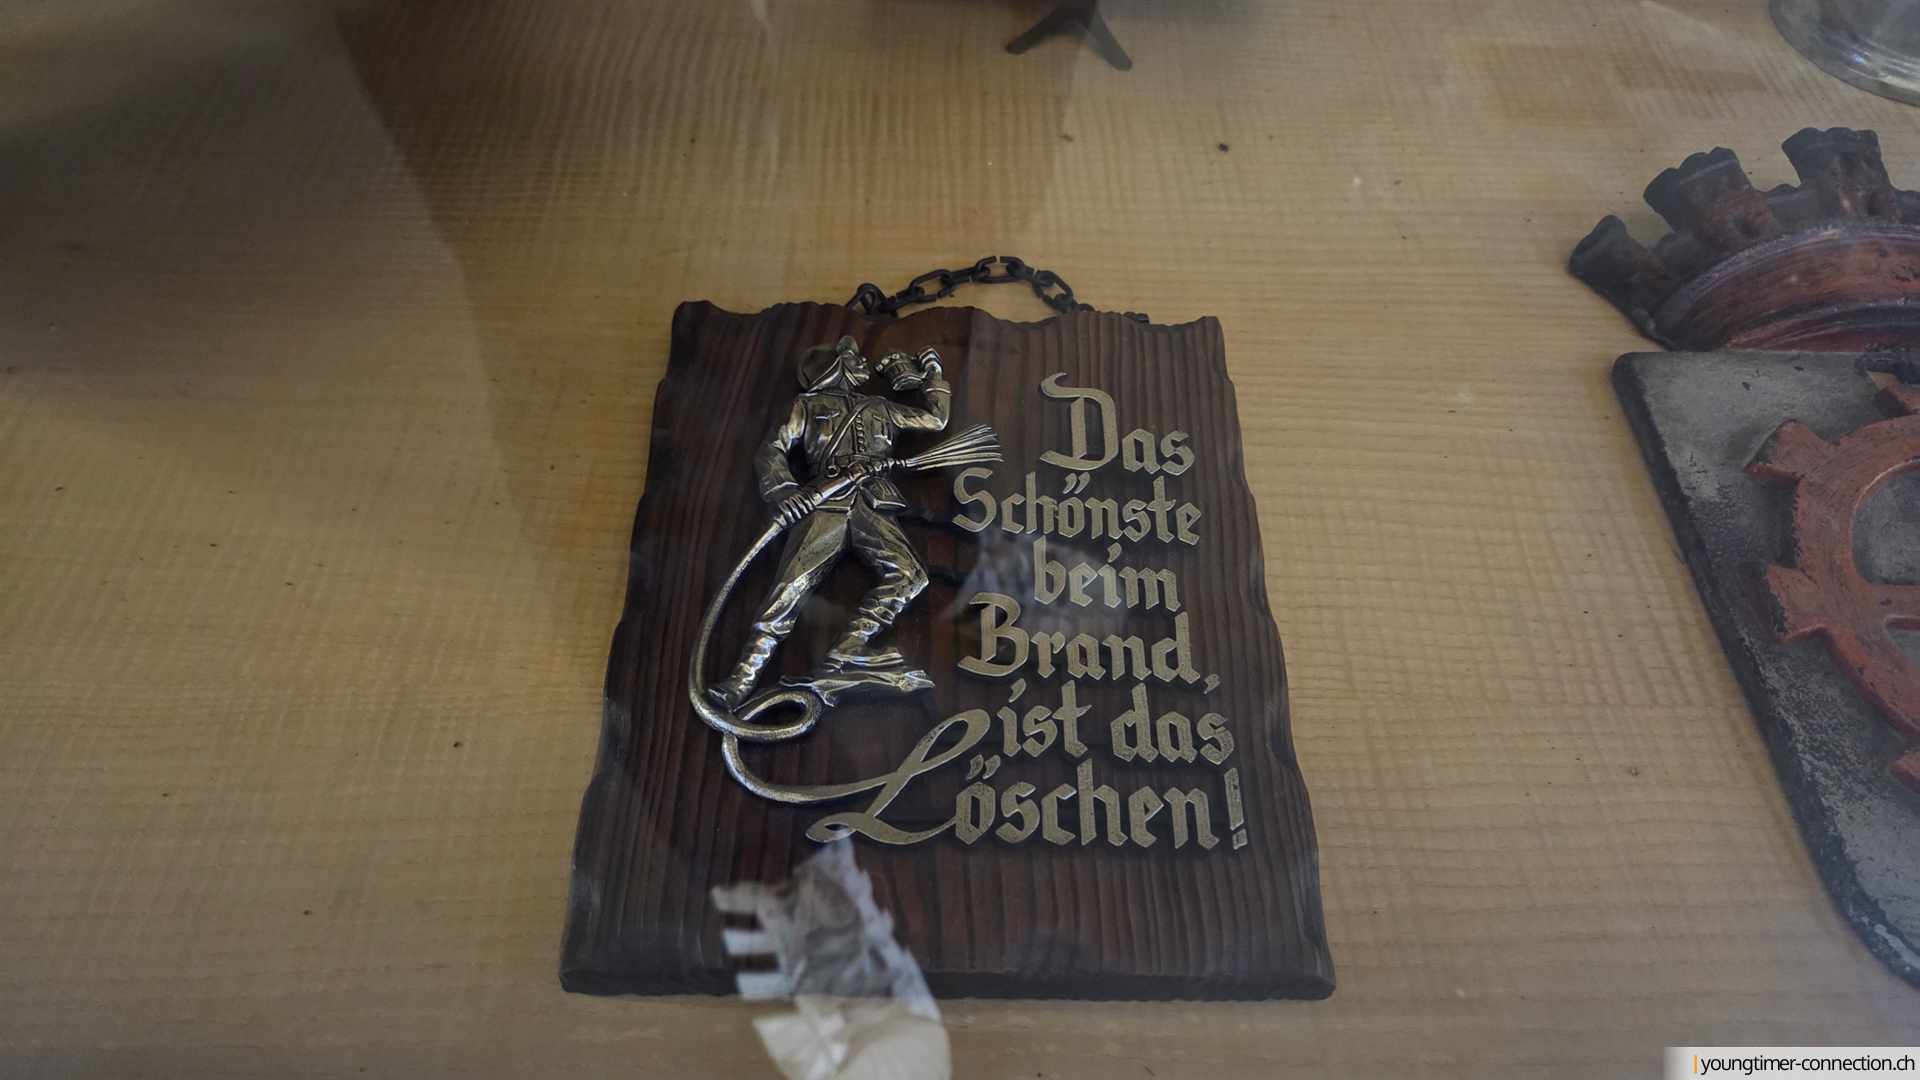 Das
Schönste
beim
Brand,
ist das
Löschen!
youngtimer-connection.ch